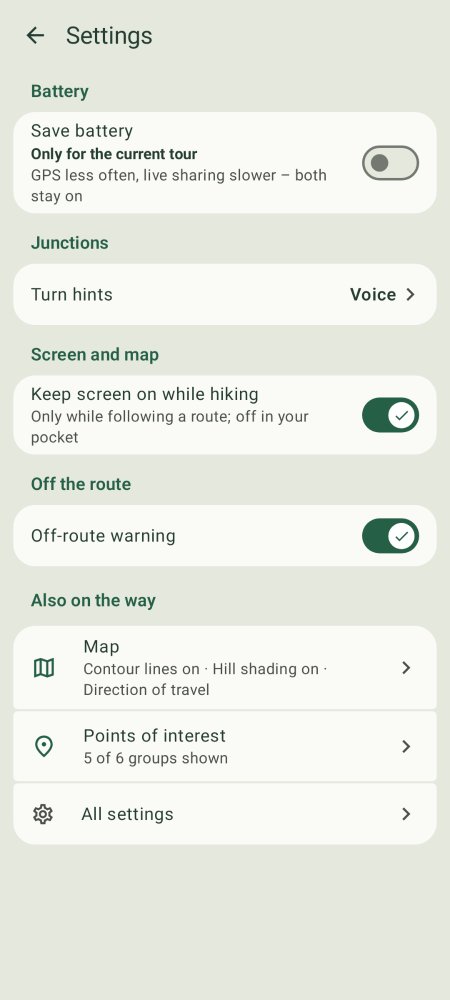 Settings
Battery
Save battery
Only for the current tour
GPS less often, live sharing slower – both
stay on
Junctions
Turn hints
Voice
Screen and map
Keep screen on while hiking
Only while following a route; off in your
pocket
Off the route
Off-route warning
Also on the way
Map
Contour lines on · Hill shading on ·
Direction of travel
Points of interest
5 of 6 groups shown
All settings